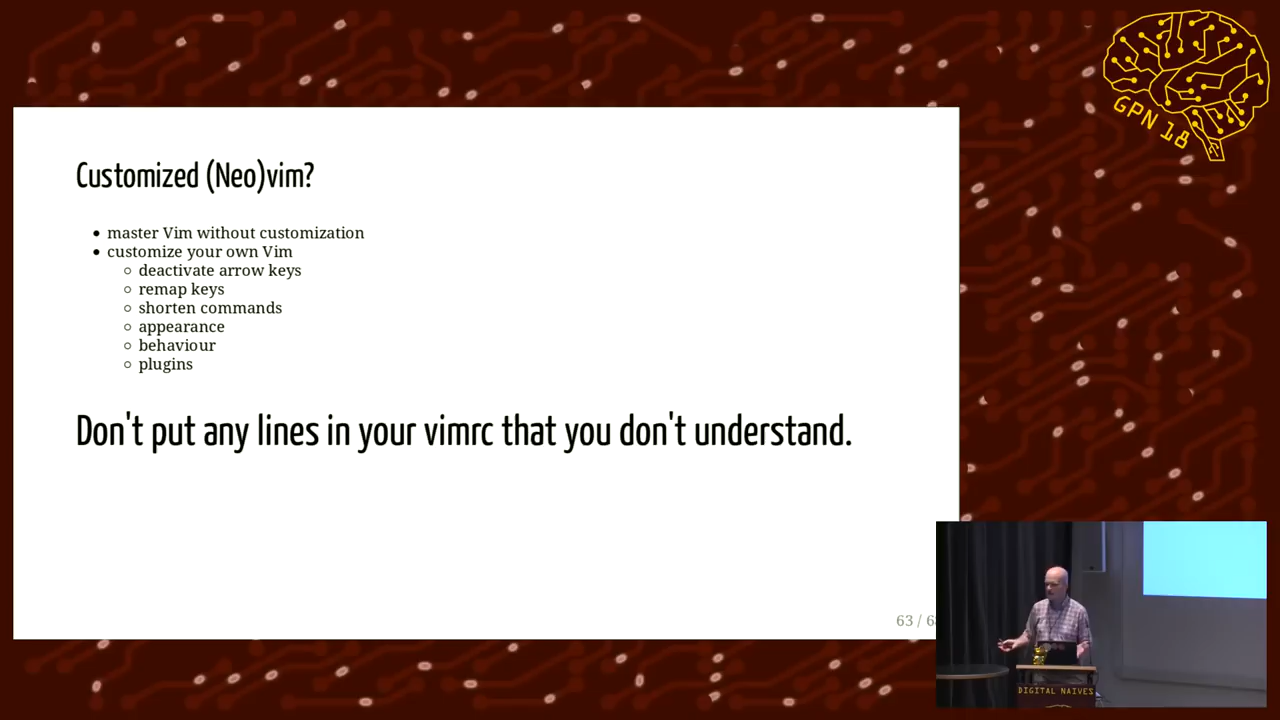 GPN 18
Customized (Neo)vim?
master Vim without customization
customize your own Vim
deactivate arrow keys
remap keys
shorten commands
appearance
behaviour
plugins
Don't put any lines in your vimrc that you don't understand.
63 / 6
DIGITAL NAIVES